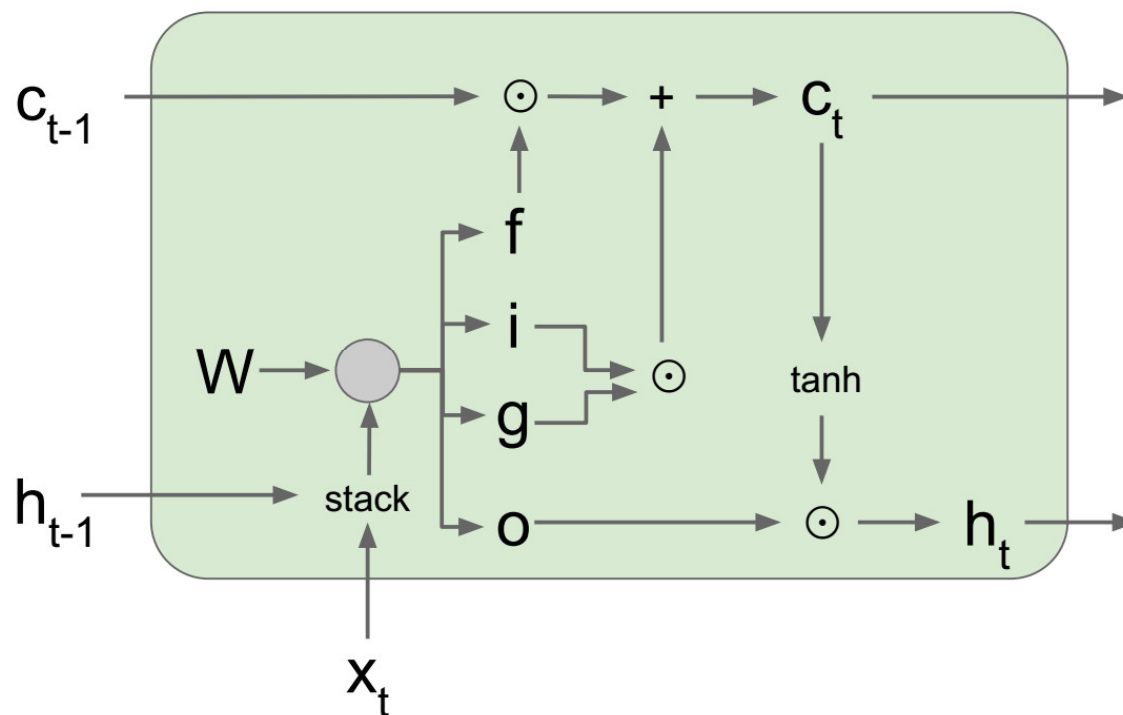 c_{t-1} ⊙ + c_t
f
i
W ⊙ tanh
g
h_{t-1} stack o ⊙ h_t
x_t